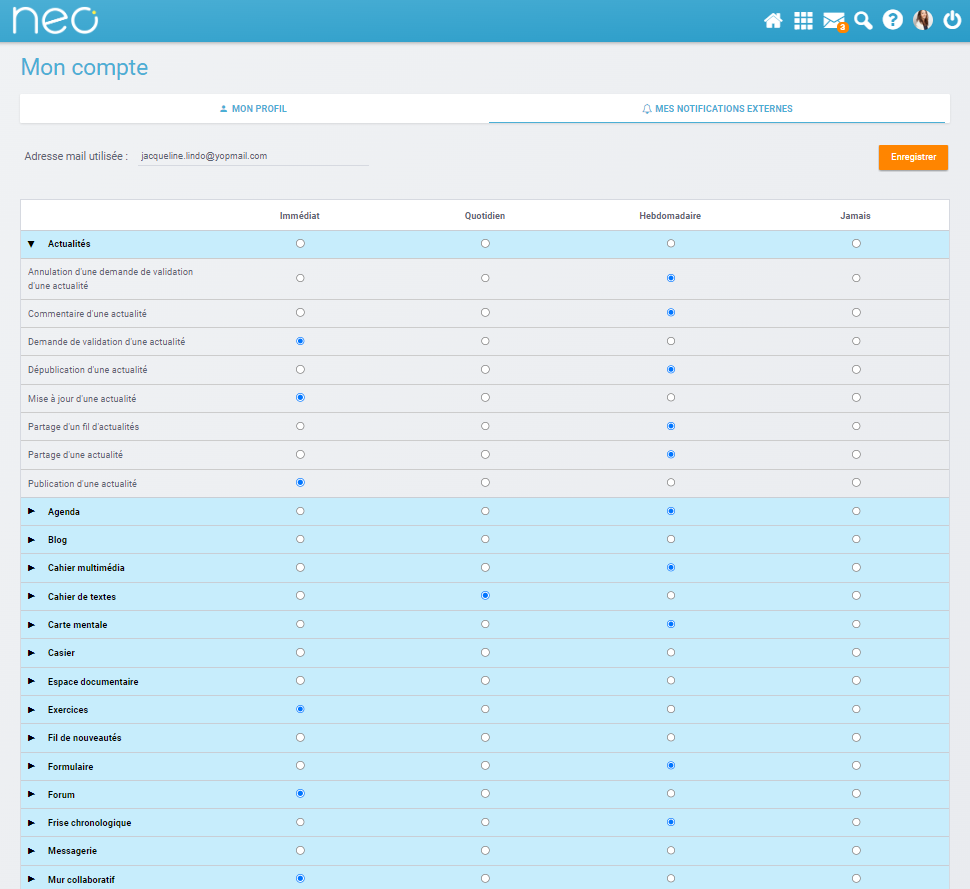 neo
3
?
Mon compte
MON PROFIL
MES NOTIFICATIONS EXTERNES
Adresse mail utilisée :
jacqueline.lindo@yopmail.com
Enregistrer
Immédiat Quotidien Hebdomadaire Jamais
Actualités
Annulation d'une demande de validation
d'une actualité
Commentaire d'une actualité
Demande de validation d'une actualité
Dépublication d'une actualité
Mise à jour d'une actualité
Partage d'un fil d'actualités
Partage d'une actualité
Publication d'une actualité
Agenda
Blog
Cahier multimédia
Cahier de textes
Carte mentale
Casier
Espace documentaire
Exercices
Fil de nouveautés
Formulaire
Forum
Frise chronologique
Messagerie
Mur collaboratif